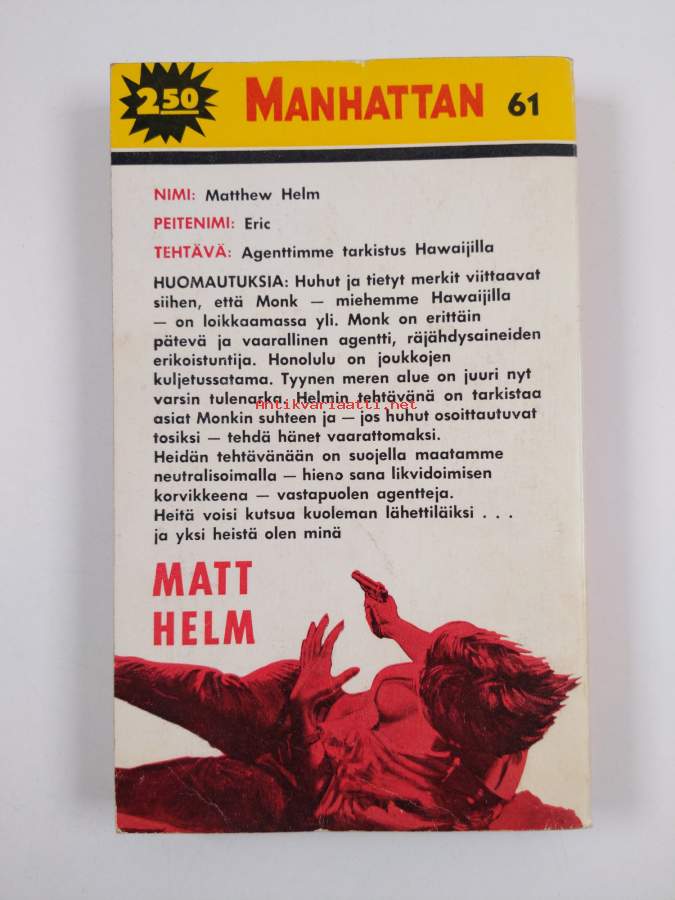 2.50 MANHATTAN 61
NIMI: Matthew Helm
PEITENIMI: Eric
TEHTÄVÄ: Agenttimme tarkistus Hawaijilla
HUOMAUTUKSIA: Huhut ja tietyt merkit viittaavat
siihen, että Monk — miehemme Hawaijilla
— on loikkaamassa yli. Monk on erittäin
pätevä ja vaarallinen agentti, räjähdysaineiden
erikoistuntija. Honolulu on joukkojen
kuljetussatama. Tyynen meren alue on juuri nyt
varsin tulenarka. Helmin tehtävänä on tarkistaa
Antikvariaatti.net
asiat Monkin suhteen ja — jos huhut osoittautuvat
tosiksi — tehdä hänet vaarattomaksi.
Heidän tehtävänään on suojella maatamme
neutralisoimalla — hieno sana likvidoimisen
korvikkeena — vastapuolen agentteja.
Heitä voisi kutsua kuoleman lähettiläiksi . . .
ja yksi heistä olen minä
MATT
HELM